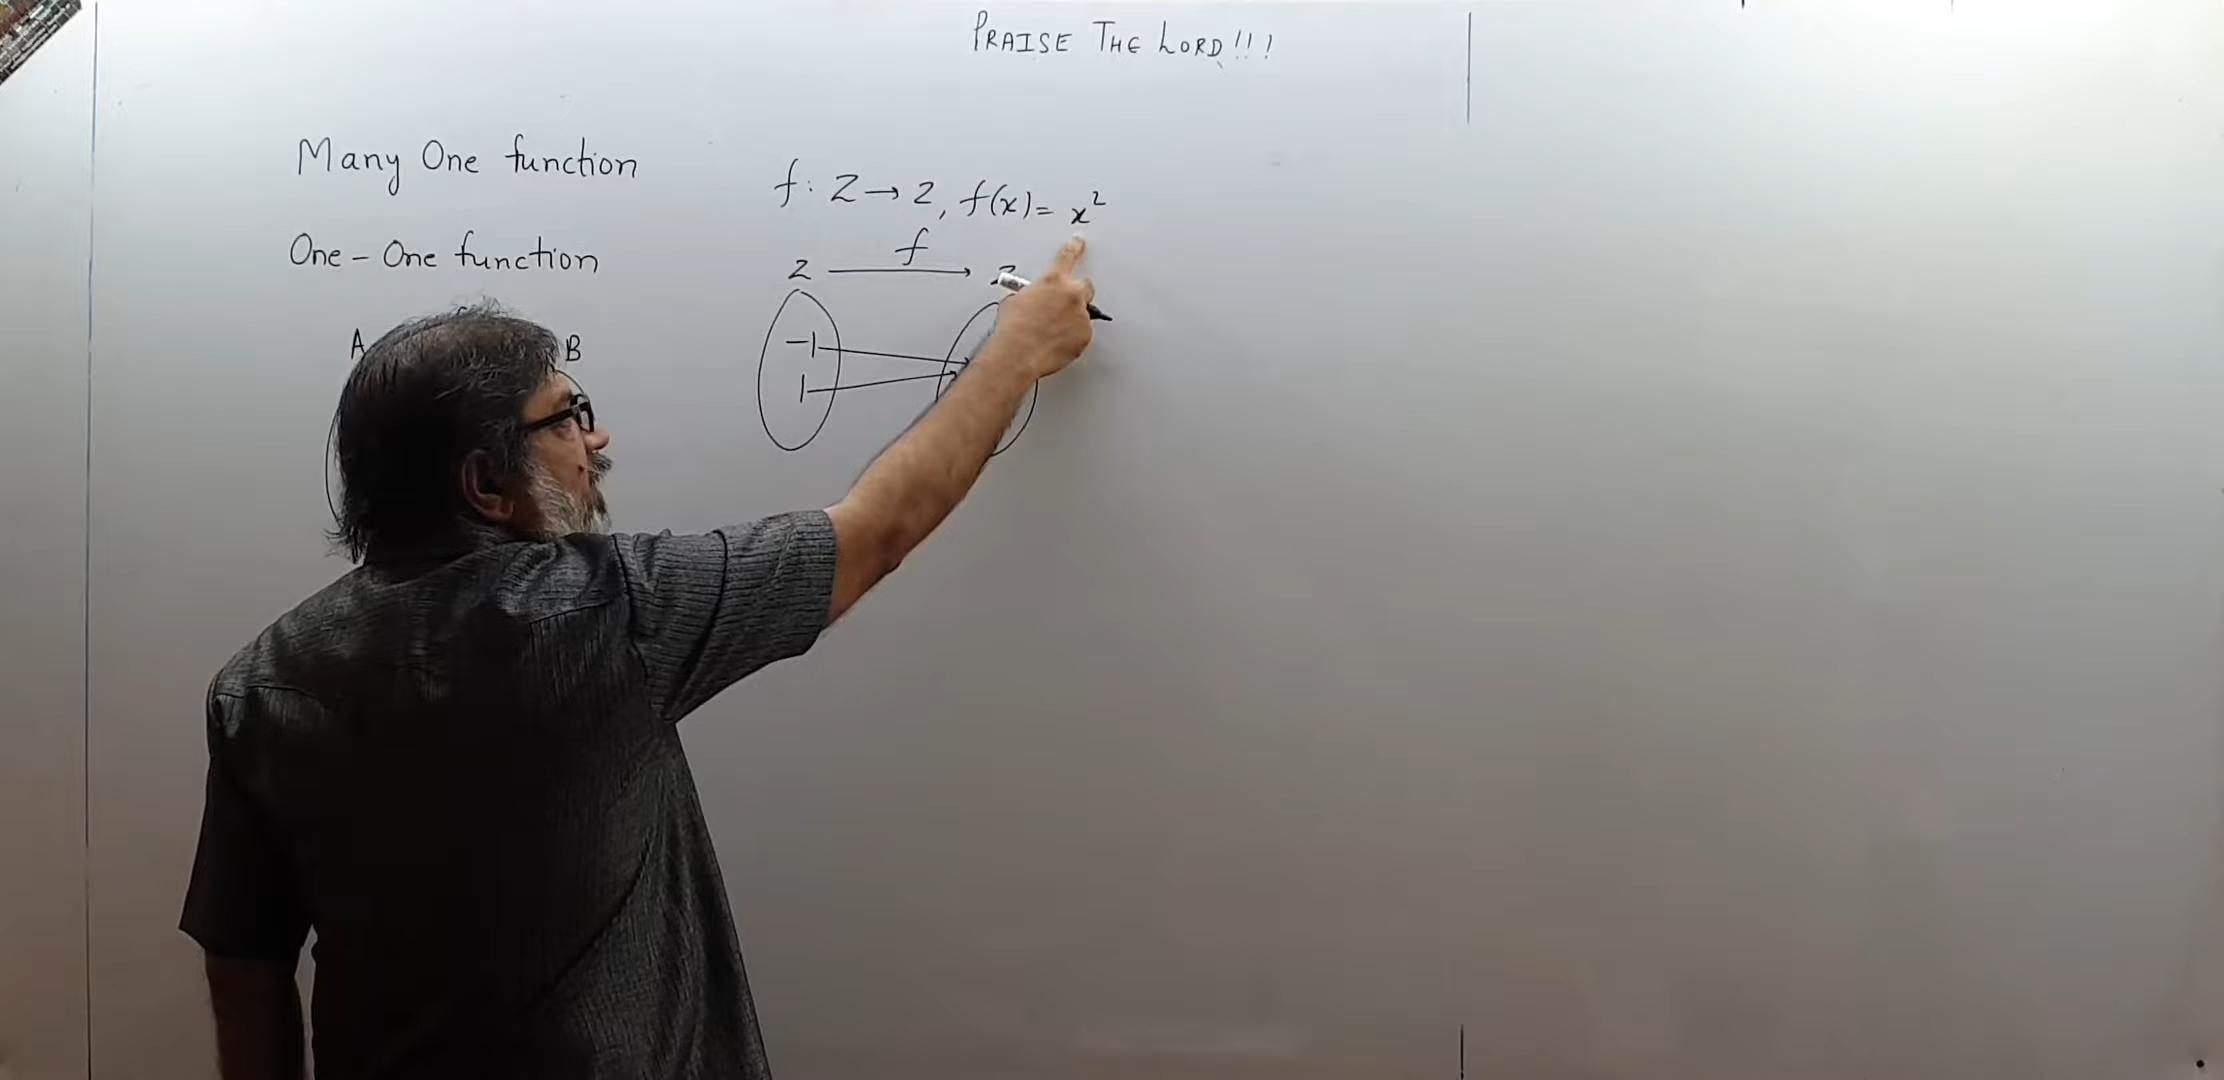 PRAISE THE LORD!!!
Many One function
One - One function
A B
f: Z → Z, f(x) = x²
f
Z → Z
-1
1